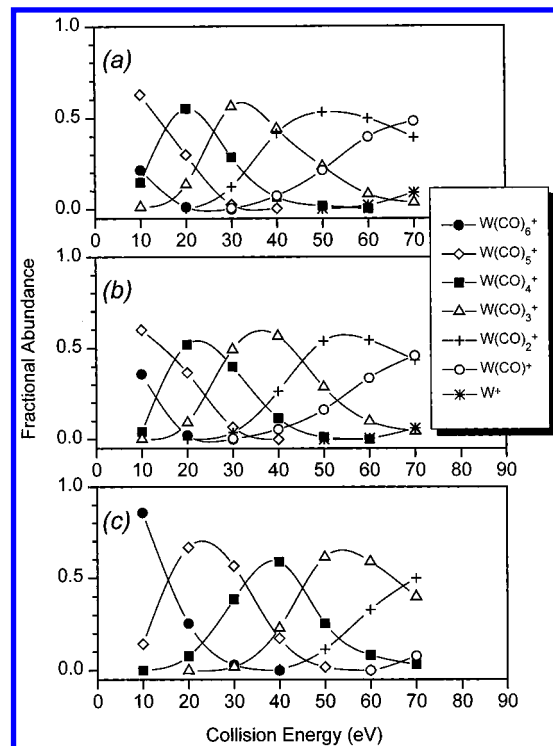 1.0
(a)
0.5
0.0
0 10 20 30 40 50 60 70
W(CO)₆⁺
W(CO)₅⁺
W(CO)₄⁺
W(CO)₃⁺
W(CO)₂⁺
W(CO)⁺
W⁺
Fractional Abundance
1.0
(b)
0.5
0.0
0 10 20 30 40 50 60 70 80 90
1.0
(c)
0.5
0.0
0 10 20 30 40 50 60 70 80 90
Collision Energy (eV)